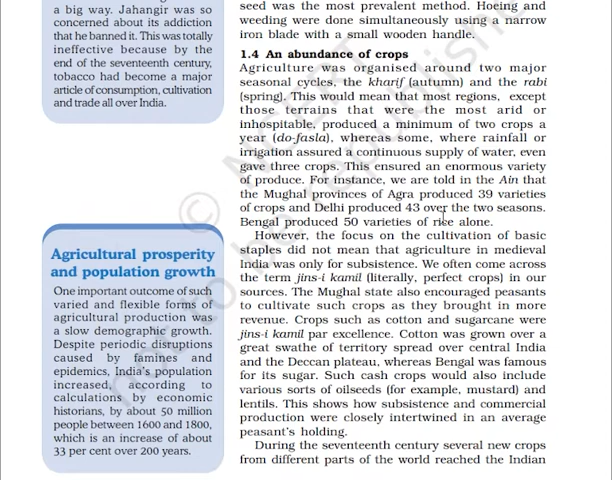 a big way. Jahangir was so
concerned about its addiction
that he banned it. This was totally
ineffective because by the
end of the seventeenth century,
tobacco had become a major
article of consumption, cultivation
and trade all over India.
Agricultural prosperity
and population growth
One important outcome of such
varied and flexible forms of
agricultural production was
a slow demographic growth.
Despite periodic disruptions
caused by famines and
epidemics, India's population
increased, according to
calculations by economic
historians, by about 50 million
people between 1600 and 1800,
which is an increase of about
33 per cent over 200 years.
seed was the most prevalent method. Hoeing and
weeding were done simultaneously using a narrow
iron blade with a small wooden handle.
1.4 An abundance of crops
Agriculture was organised around two major
seasonal cycles, the kharif (autumn) and the rabi
(spring). This would mean that most regions, except
those terrains that were the most arid or
inhospitable, produced a minimum of two crops a
year (do-fasla), whereas some, where rainfall or
irrigation assured a continuous supply of water, even
gave three crops. This ensured an enormous variety
of produce. For instance, we are told in the Ain that
the Mughal provinces of Agra produced 39 varieties
of crops and Delhi produced 43 over the two seasons.
Bengal produced 50 varieties of rice alone.
However, the focus on the cultivation of basic
staples did not mean that agriculture in medieval
India was only for subsistence. We often come across
the term jins-i kamil (literally, perfect crops) in our
sources. The Mughal state also encouraged peasants
to cultivate such crops as they brought in more
revenue. Crops such as cotton and sugarcane were
jins-i kamil par excellence. Cotton was grown over a
great swathe of territory spread over central India
and the Deccan plateau, whereas Bengal was famous
for its sugar. Such cash crops would also include
various sorts of oilseeds (for example, mustard) and
lentils. This shows how subsistence and commercial
production were closely intertwined in an average
peasant's holding.
During the seventeenth century several new crops
from different parts of the world reached the Indian
© NCERT
not to be republished